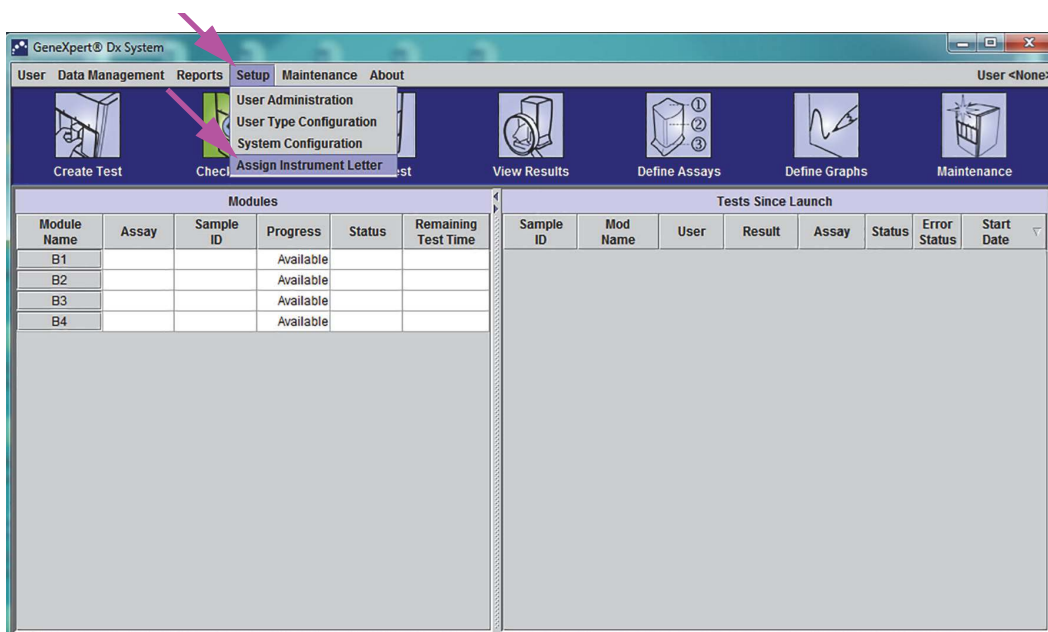 GeneXpert® Dx System
User Data Management Reports Setup Maintenance About User <None>
User Administration
User Type Configuration
System Configuration
Assign Instrument Letter
Create Test
View Results
Define Assays
①
②
③
Define Graphs
Maintenance
Modules
Module Name Assay Sample ID Progress Status Remaining Test Time
B1 Available
B2 Available
B3 Available
B4 Available
Tests Since Launch
Sample ID Mod Name User Result Assay Status Error Status Start Date